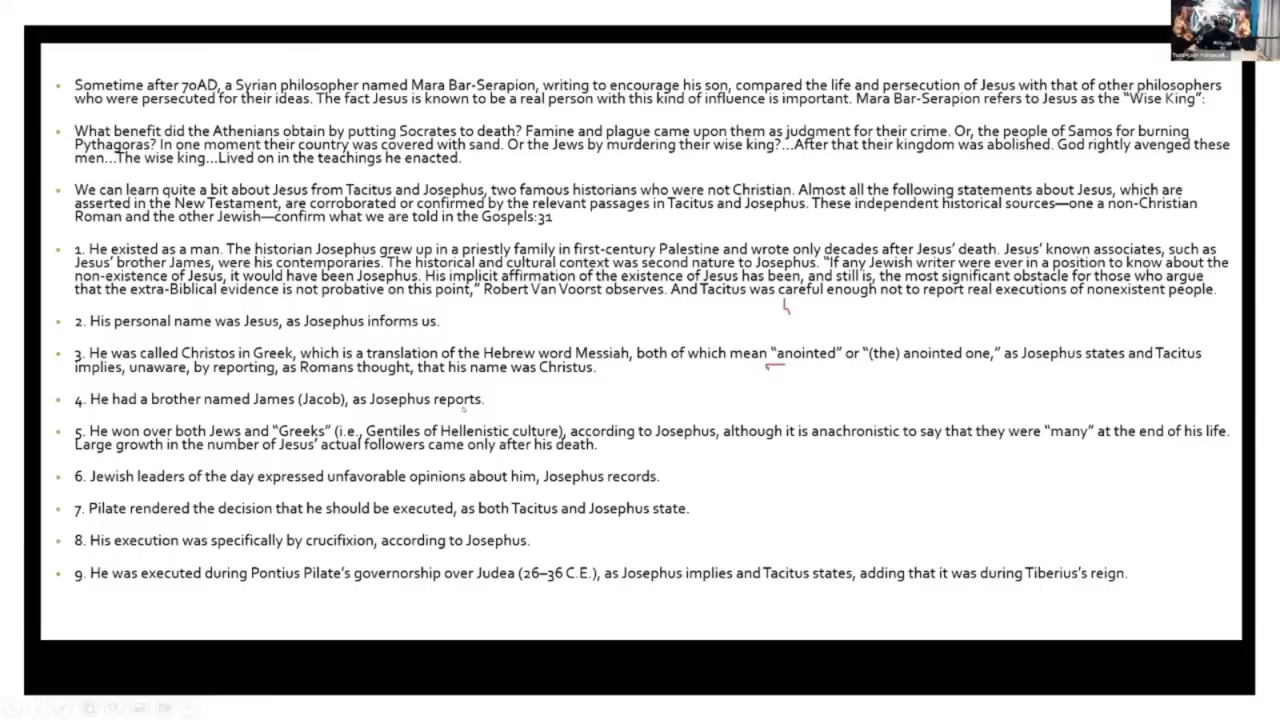 Sometime after 70AD, a Syrian philosopher named Mara Bar-Serapion, writing to encourage his son, compared the life and persecution of Jesus with that of other philosophers
who were persecuted for their ideas. The fact Jesus is known to be a real person with this kind of influence is important. Mara Bar-Serapion refers to Jesus as the “Wise King”:
What benefit did the Athenians obtain by putting Socrates to death? Famine and plague came upon them as judgment for their crime. Or, the people of Samos for burning
Pythagoras? In one moment their country was covered with sand. Or the Jews by murdering their wise king?...After that their kingdom was abolished. God rightly avenged these
men...The wise king...Lived on in the teachings he enacted.
We can learn quite a bit about Jesus from Tacitus and Josephus, two famous historians who were not Christian. Almost all the following statements about Jesus, which are
asserted in the New Testament, are corroborated or confirmed by the relevant passages in Tacitus and Josephus. These independent historical sources—one a non-Christian
Roman and the other Jewish—confirm what we are told in the Gospels:31
1. He existed as a man. The historian Josephus grew up in a priestly family in first-century Palestine and wrote only decades after Jesus’ death. Jesus’ known associates, such as
Jesus’ brother James, were his contemporaries. The historical and cultural context was second nature to Josephus. “If any Jewish writer were ever in a position to know about the
non-existence of Jesus, it would have been Josephus. His implicit affirmation of the existence of Jesus has been, and still is, the most significant obstacle for those who argue
that the extra-Biblical evidence is not probative on this point,” Robert Van Voorst observes. And Tacitus was careful enough not to report real executions of nonexistent people.
2. His personal name was Jesus, as Josephus informs us.
3. He was called Christos in Greek, which is a translation of the Hebrew word Messiah, both of which mean “anointed” or “(the) anointed one,” as Josephus states and Tacitus
implies, unaware, by reporting, as Romans thought, that his name was Christus.
4. He had a brother named James (Jacob), as Josephus reports.
5. He won over both Jews and “Greeks” (i.e., Gentiles of Hellenistic culture), according to Josephus, although it is anachronistic to say that they were “many” at the end of his life.
Large growth in the number of Jesus’ actual followers came only after his death.
6. Jewish leaders of the day expressed unfavorable opinions about him, Josephus records.
7. Pilate rendered the decision that he should be executed, as both Tacitus and Josephus state.
8. His execution was specifically by crucifixion, according to Josephus.
9. He was executed during Pontius Pilate’s governorship over Judea (26–36 C.E.), as Josephus implies and Tacitus states, adding that it was during Tiberius’s reign.